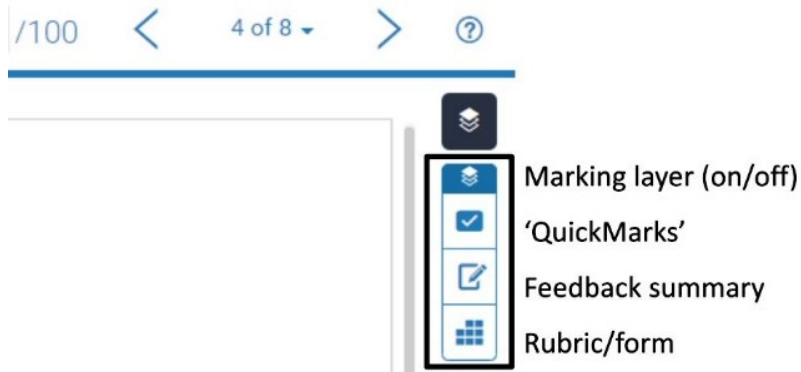 /100 4 of 8
Marking layer (on/off)
‘QuickMarks’
Feedback summary
Rubric/form